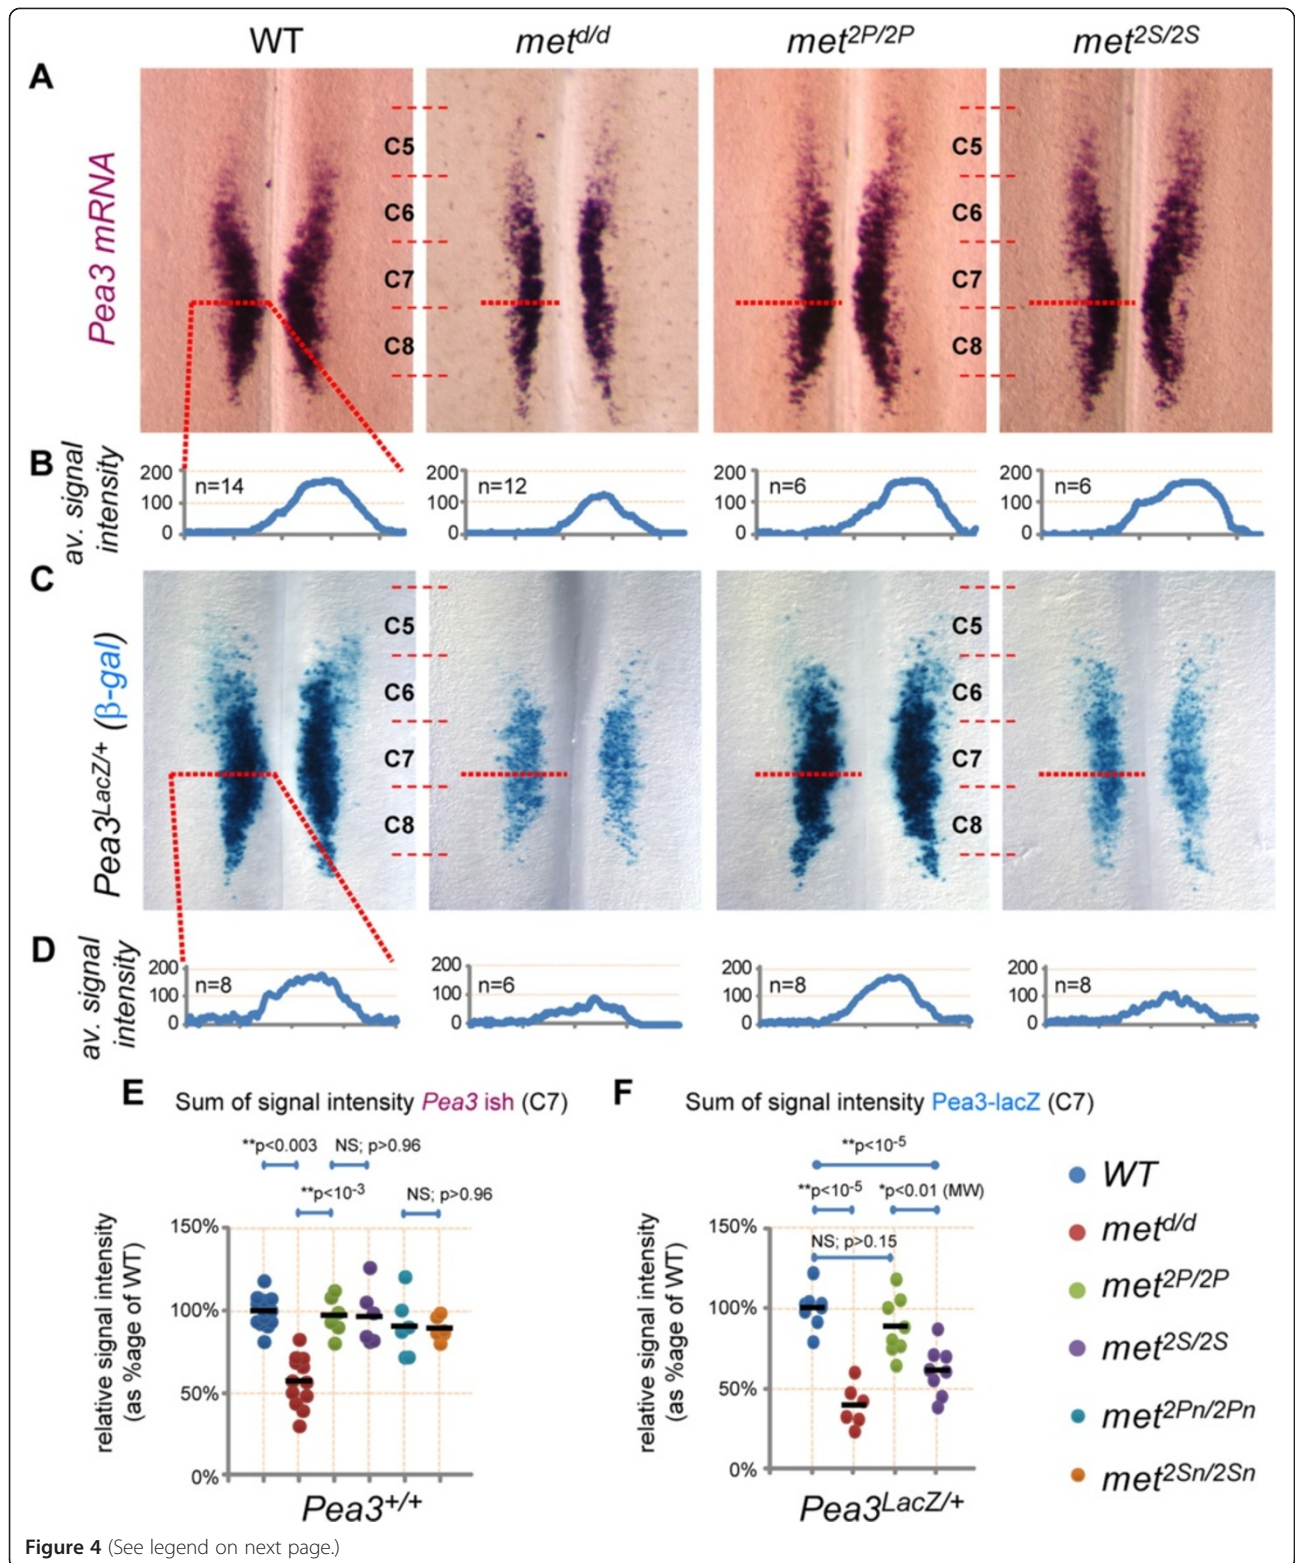 WT met^d/d met^2P/2P met^2S/2S
A
Pea3 mRNA
C5 C5
C6 C6
C7 C7
C8 C8
B
av. signal
intensity
200 200 200 200
100 100 100 100
0 0 0 0
n=14 n=12 n=6 n=6
C
Pea3^LacZ/+ (β-gal)
C5 C5
C6 C6
C7 C7
C8 C8
D
av. signal
intensity
200 200 200 200
100 100 100 100
0 0 0 0
n=8 n=6 n=8 n=8
E Sum of signal intensity Pea3 ish (C7)
**p<0.003 NS; p>0.96
**p<10^-3 NS; p>0.96
relative signal intensity
(as %age of WT)
150%
100%
50%
0%
Pea3^+/+
F Sum of signal intensity Pea3-lacZ (C7)
**p<10^-5
**p<10^-5 *p<0.01 (MW)
NS; p>0.15
relative signal intensity
(as %age of WT)
150%
100%
50%
0%
Pea3^LacZ/+
WT
met^d/d
met^2P/2P
met^2S/2S
met^2Pn/2Pn
met^2Sn/2Sn
Figure 4 (See legend on next page.)